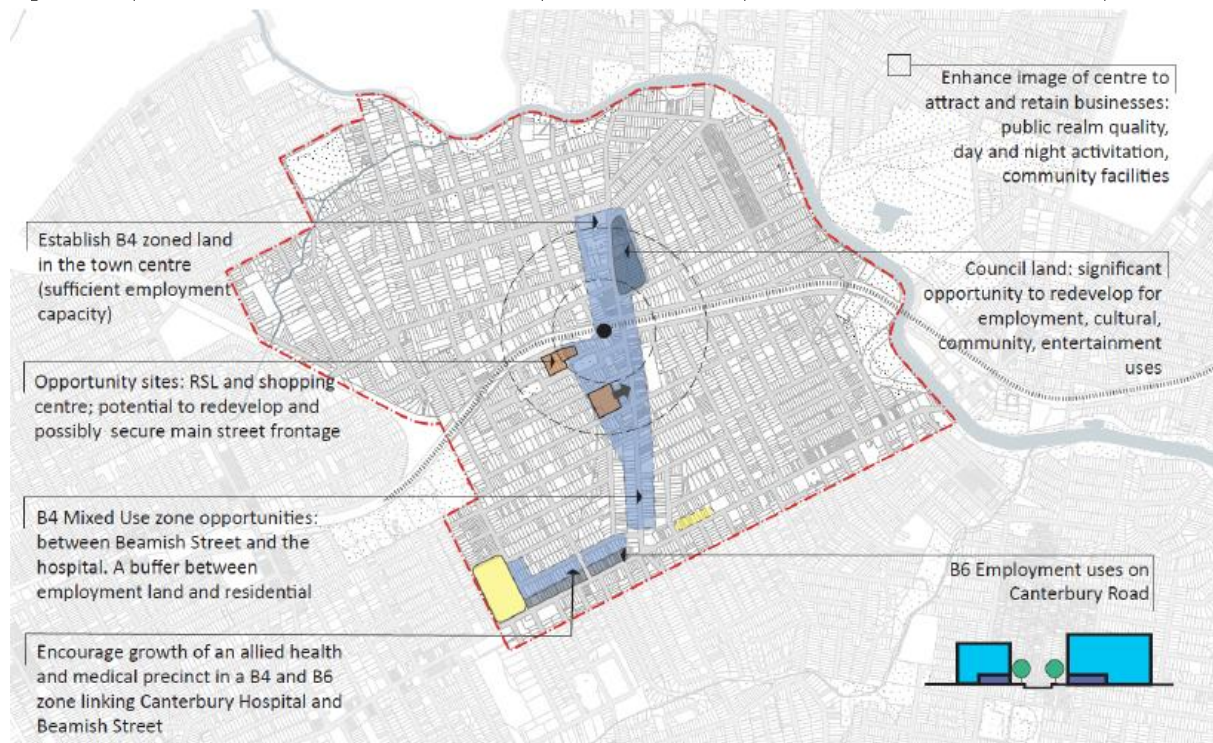 Enhance image of centre to
attract and retain businesses:
public realm quality,
day and night activitation,
community facilities
Establish B4 zoned land
in the town centre
(sufficient employment
capacity)
Council land: significant
opportunity to redevelop for
employment, cultural,
community, entertainment
uses
Opportunity sites: RSL and shopping
centre; potential to redevelop and
possibly secure main street frontage
B4 Mixed Use zone opportunities:
between Beamish Street and the
hospital. A buffer between
employment land and residential
B6 Employment uses on
Canterbury Road
Encourage growth of an allied health
and medical precinct in a B4 and B6
zone linking Canterbury Hospital and
Beamish Street